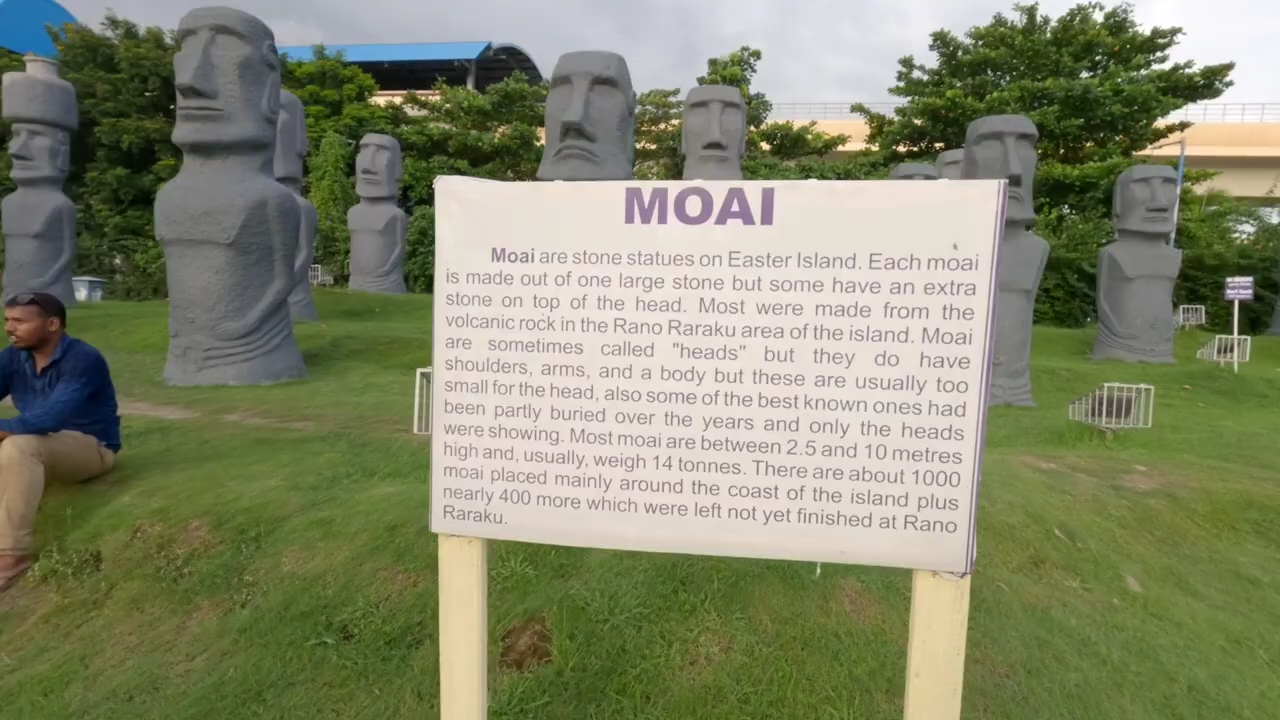 MOAI
Moai are stone statues on Easter Island. Each moai
is made out of one large stone but some have an extra
stone on top of the head. Most were made from the
volcanic rock in the Rano Raraku area of the island. Moai
are sometimes called "heads" but they do have
shoulders, arms, and a body but these are usually too
small for the head, also some of the best known ones had
been partly buried over the years and only the heads
were showing. Most moai are between 2.5 and 10 metres
high and, usually, weigh 14 tonnes. There are about 1000
moai placed mainly around the coast of the island plus
nearly 400 more which were left not yet finished at Rano
Raraku.